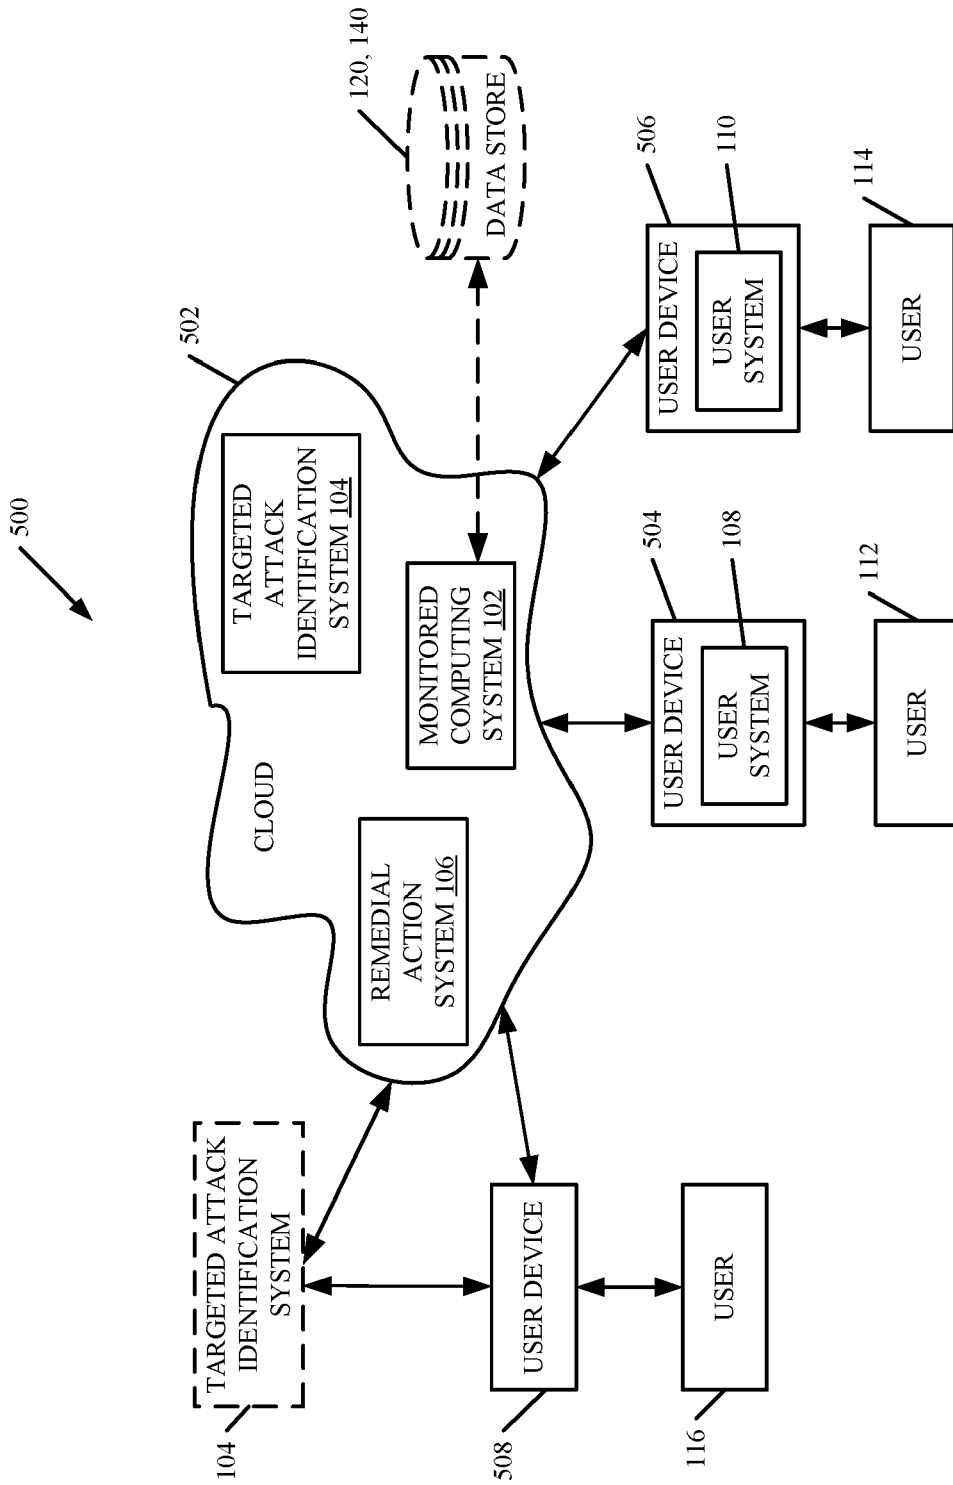 500
502
CLOUD
TARGETED
ATTACK
IDENTIFICATION
SYSTEM 104
120, 140
DATA STORE
TARGETED ATTACK
IDENTIFICATION
SYSTEM
104
REMEDIAL
ACTION
SYSTEM 106
MONITORED
COMPUTING
SYSTEM 102
USER DEVICE
508
USER
116
504
USER DEVICE
108
USER
SYSTEM
112
USER
506
USER DEVICE
110
USER
SYSTEM
114
USER